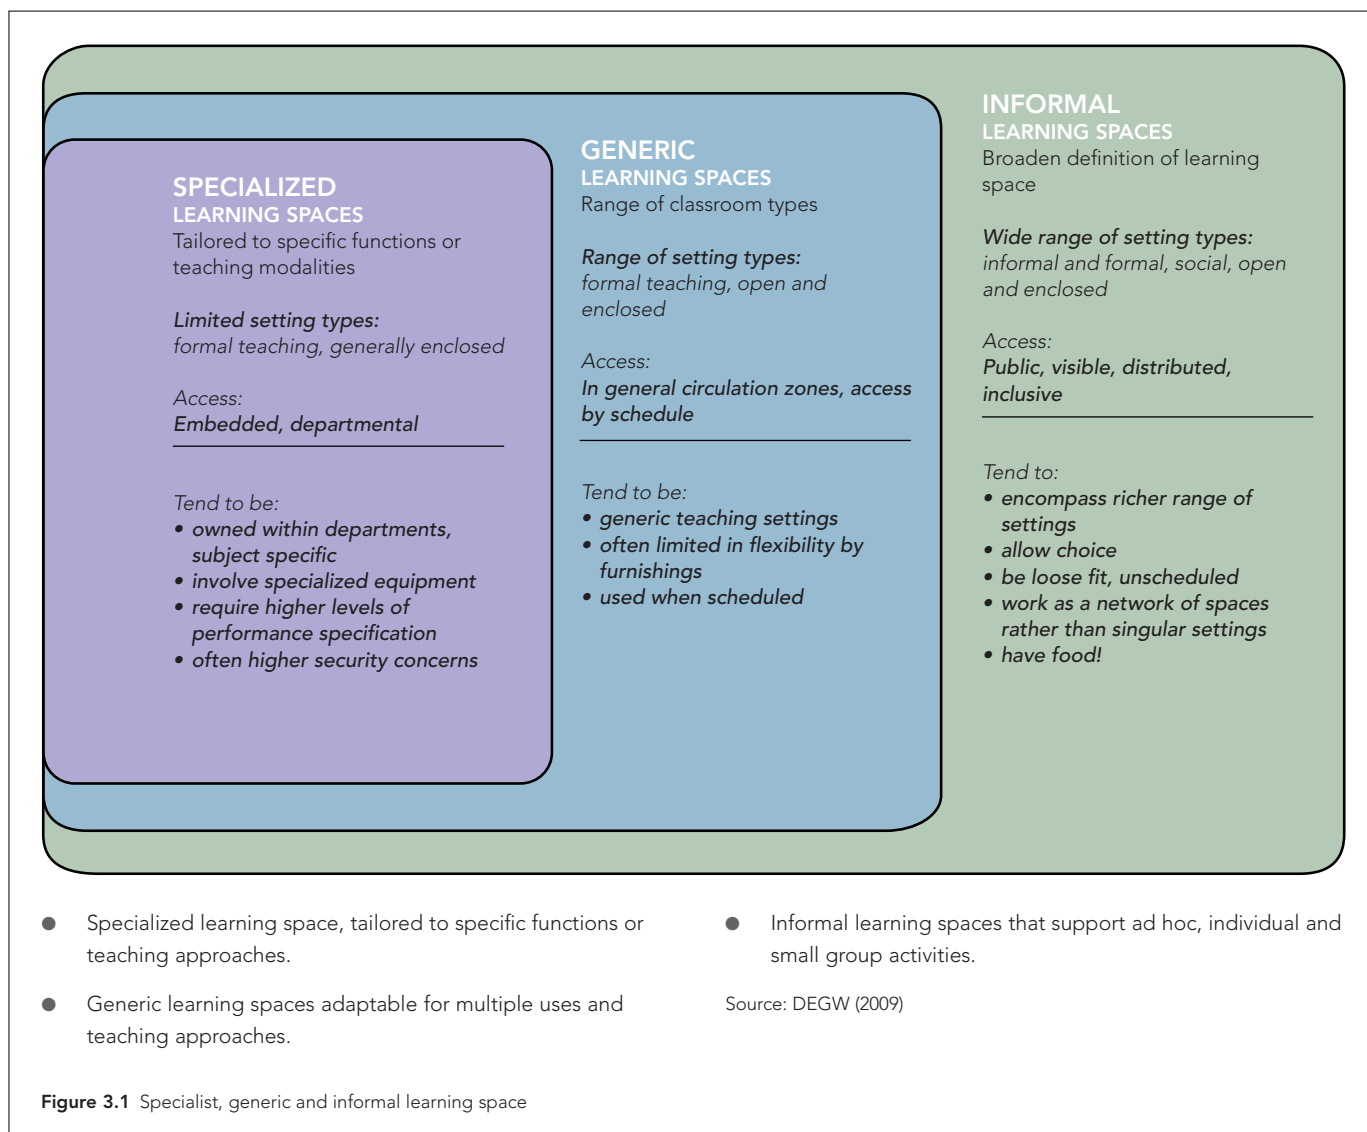 SPECIALIZED
LEARNING SPACES
Tailored to specific functions or
teaching modalities
Limited setting types:
formal teaching, generally enclosed
Access:
Embedded, departmental
Tend to be:
• owned within departments,
subject specific
• involve specialized equipment
• require higher levels of
performance specification
• often higher security concerns
GENERIC
LEARNING SPACES
Range of classroom types
Range of setting types:
formal teaching, open and
enclosed
Access:
In general circulation zones, access
by schedule
Tend to be:
• generic teaching settings
• often limited in flexibility by
furnishings
• used when scheduled
INFORMAL
LEARNING SPACES
Broaden definition of learning
space
Wide range of setting types:
informal and formal, social, open
and enclosed
Access:
Public, visible, distributed,
inclusive
Tend to:
• encompass richer range of
settings
• allow choice
• be loose fit, unscheduled
• work as a network of spaces
rather than singular settings
• have food!
● Specialized learning space, tailored to specific functions or
teaching approaches.
● Generic learning spaces adaptable for multiple uses and
teaching approaches.
● Informal learning spaces that support ad hoc, individual and
small group activities.
Source: DEGW (2009)
Figure 3.1 Specialist, generic and informal learning space